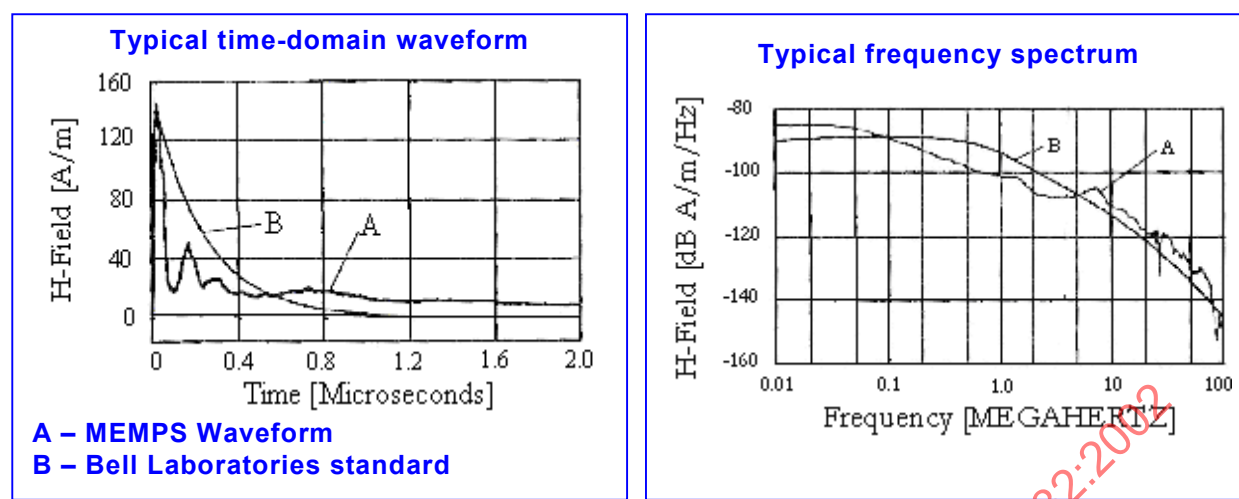 Typical time-domain waveform
H-Field [A/m]
160
120
80
40
0
B
A
0 0.4 0.8 1.2 1.6 2.0
Time [Microseconds]
A – MEMPS Waveform
B – Bell Laboratories standard
Typical frequency spectrum
H-Field [dB A/m/Hz]
-80
-100
-120
-140
-160
B
A
0.01 0.1 1.0 10 100
Frequency [MEGAHERTZ]
32:2002